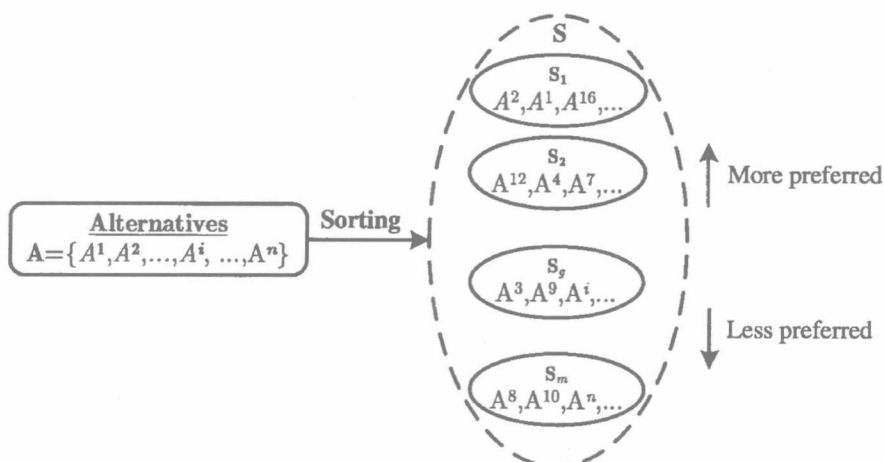 S
S₁
A²,A¹,A¹⁶,...
S₂
A¹²,A⁴,A⁷,...
More preferred
Alternatives
A={A¹,A²,...,Aⁱ, ...,Aⁿ}
Sorting
S_g
A³,A⁹,Aⁱ,...
Less preferred
S_m
A⁸,A¹⁰,Aⁿ,...